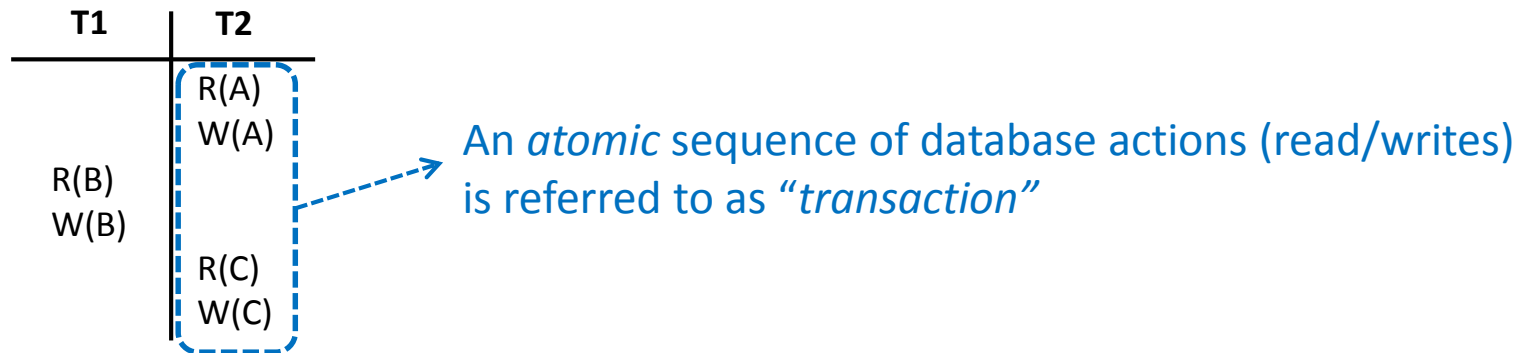 T1 T2
R(A)
W(A)
R(B)
W(B)
R(C)
W(C)
An atomic sequence of database actions (read/writes)
is referred to as “transaction”